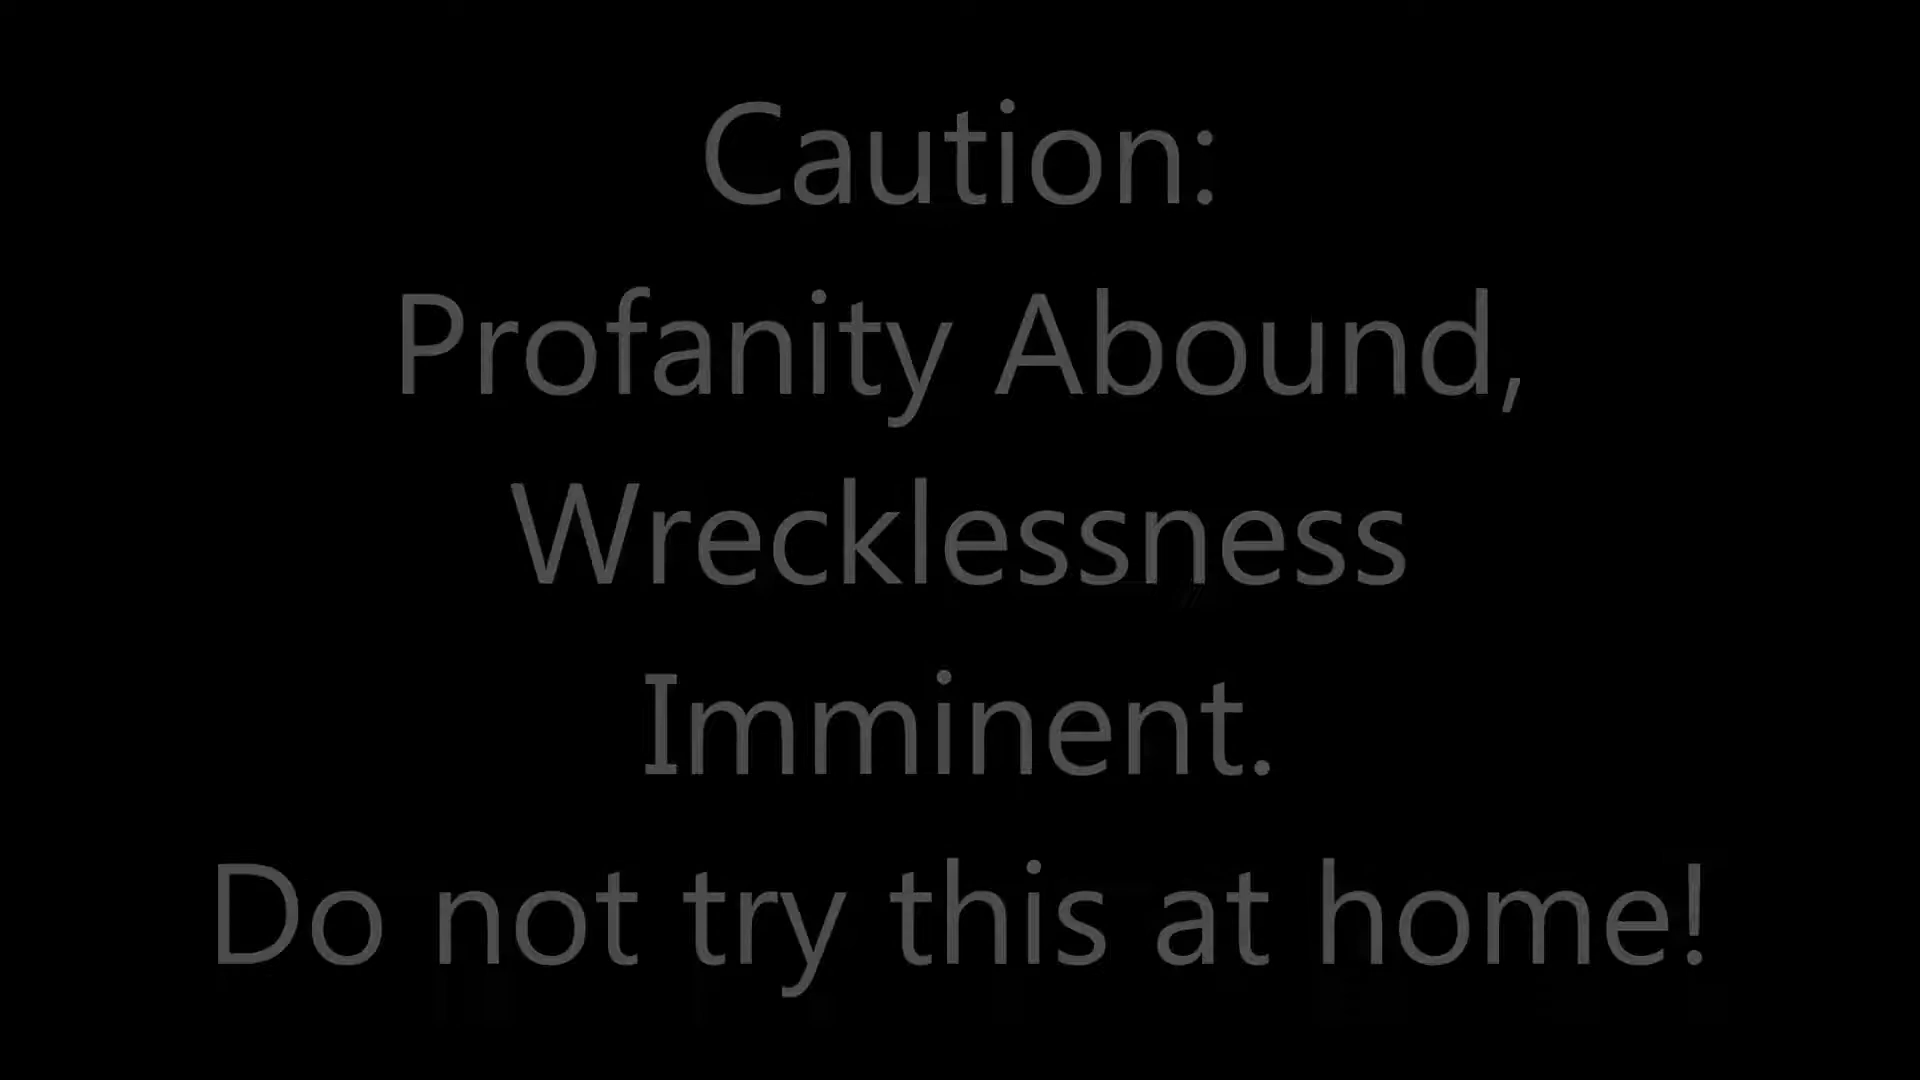 Caution:
Profanity Abound,
Wrecklessness
Imminent.
Do not try this at home!